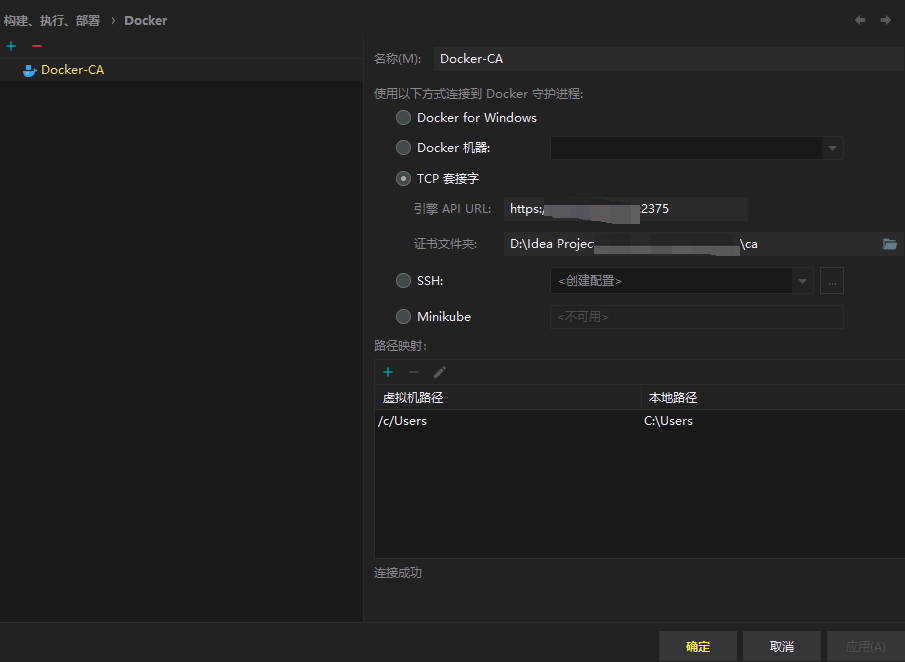 构建、执行、部署 › Docker
Docker-CA
名称(M): Docker-CA
使用以下方式连接到 Docker 守护进程:
Docker for Windows
Docker 机器:
TCP 套接字
引擎 API URL: https:/ 2375
证书文件夹: D:\Idea Projec \ca
SSH: <创建配置> ...
Minikube <不可用>
路径映射:
虚拟机路径 本地路径
/c/Users C:\Users
连接成功
确定 取消 应用(A)